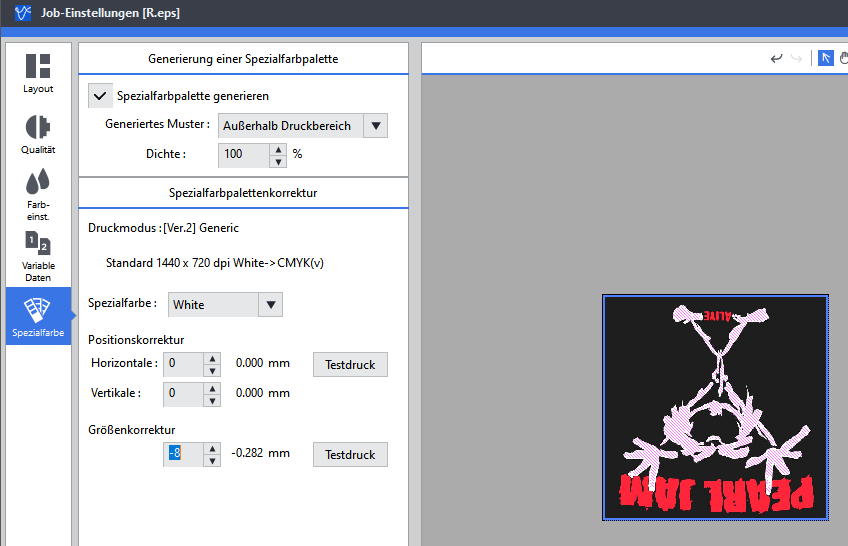 Job-Einstellungen [R.eps]
Layout
Qualität
Farb-
einst.
Variable
Daten
Spezialfarbe
Generierung einer Spezialfarbpalette
Spezialfarbpalette generieren
Generiertes Muster : Außerhalb Druckbereich
Dichte : 100 %
Spezialfarbpalettenkorrektur
Druckmodus :[Ver.2] Generic
Standard 1440 x 720 dpi White->CMYK(v)
Spezialfarbe : White
Positionskorrektur
Horizontale : 0 0.000 mm Testdruck
Vertikale : 0 0.000 mm
Größenkorrektur
-8 -0.282 mm Testdruck
ALIVE
PEARL JAM